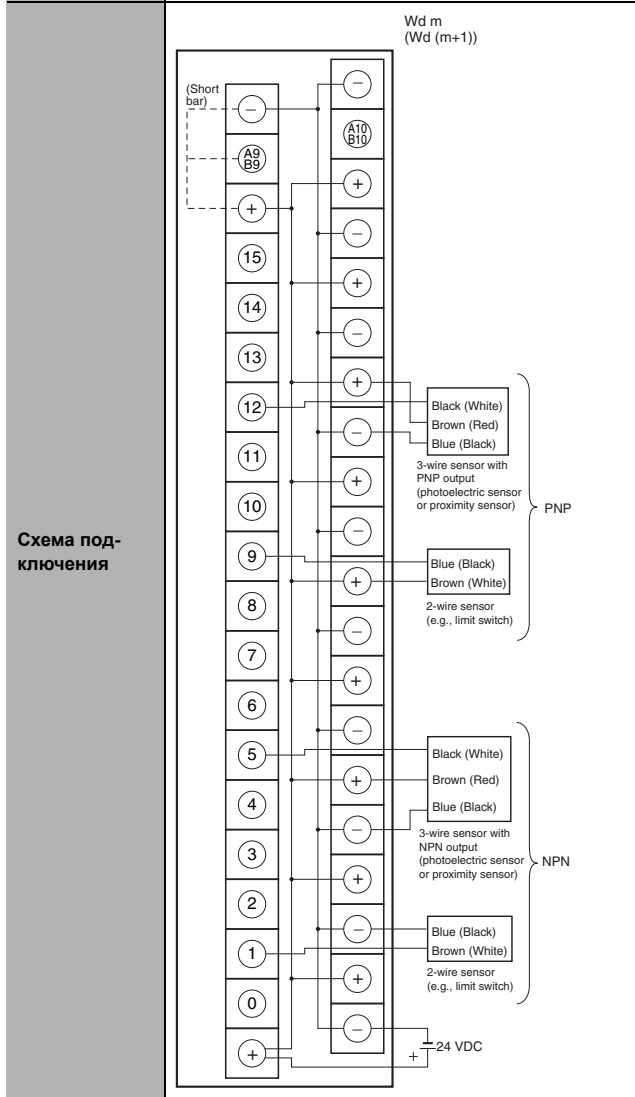 Схема под-
ключения
Wd m
(Wd (m+1))
(Short
bar)
−
A9
B9
+
15
14
13
12
11
10
9
8
7
6
5
4
3
2
1
0
+
−
A10
B10
+
−
+
−
+
−
+
−
+
−
+
−
+
−
+
−
+
−
Black (White)
Brown (Red)
Blue (Black)
3-wire sensor with
PNP output
(photoelectric sensor
or proximity sensor)
Blue (Black)
Brown (White)
2-wire sensor
(e.g., limit switch)
PNP
Black (White)
Brown (Red)
Blue (Black)
3-wire sensor with
NPN output
(photoelectric sensor
or proximity sensor)
Blue (Black)
Brown (White)
2-wire sensor
(e.g., limit switch)
NPN
24 VDC
+